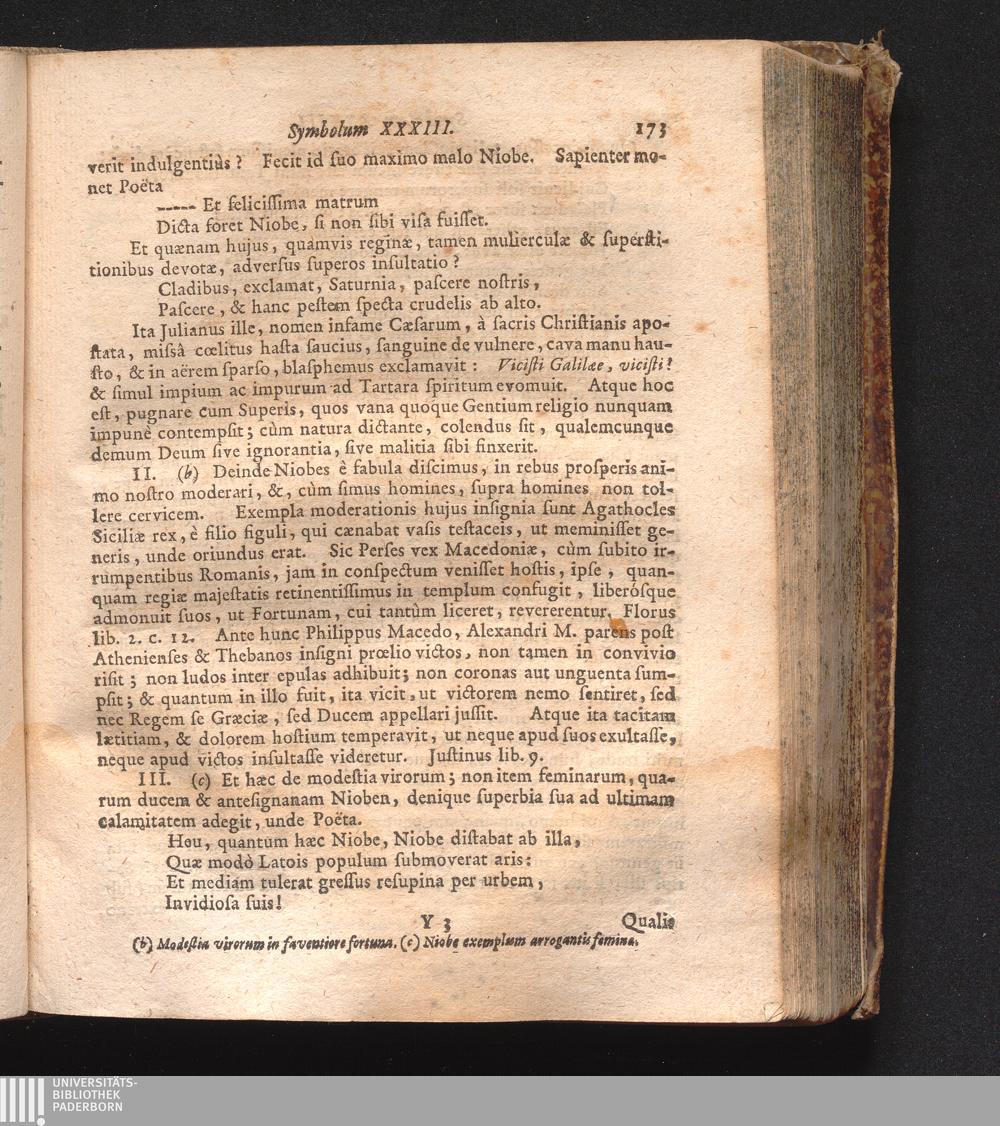 Symbolum XXXIII. 173
verit indulgentiùs? Fecit id ſuo maximo malo Niobe. Sapienter mo-
net Poëta
----- Et feliciſſima matrum
Dicta foret Niobe, ſi non ſibi viſa fuiſſet.
Et quænam hujus, quamvis reginæ, tamen mulierculæ & ſuperſti-
tionibus devotæ, adverſus ſuperos inſultatio?
Cladibus, exclamat, Saturnia, paſcere noſtris,
Paſcere, & hanc peſtem ſpecta crudelis ab alto.
Ita Julianus ille, nomen infame Cæſarum, à ſacris Chriſtianis apo-
ſtata, miſsâ cœlitus haſta ſaucius, ſanguine de vulnere, cava manu hau-
ſto, & in aërem ſparſo, blaſphemus exclamavit: Viciſti Galilæe, viciſti?
& ſimul impium ac impurum ad Tartara ſpiritum evomuit. Atque hoc
eſt, pugnare cum Superis, quos vana quoque Gentium religio nunquam
impunè contempſit; cùm natura dictante, colendus ſit, qualemcunque
demum Deum ſive ignorantia, ſive malitia ſibi finxerit.
II. (b) Deinde Niobes è fabula diſcimus, in rebus proſperis ani-
mo noſtro moderari, &, cùm ſimus homines, ſupra homines non tol-
lere cervicem. Exempla moderationis hujus inſignia ſunt Agathocles
Siciliæ rex, è filio figuli, qui cænabat vaſis teſtaceis, ut meminiſſet ge-
neris, unde oriundus erat. Sic Perſes vex Macedoniæ, cùm ſubito ir-
rumpentibus Romanis, jam in conſpectum veniſſet hoſtis, ipſe, quan-
quam regiæ majeſtatis retinentiſſimus in templum confugit, liberóſque
admonuit ſuos, ut Fortunam, cui tantùm liceret, revererentur. Florus
lib. 2. c. 12. Ante hunc Philippus Macedo, Alexandri M. parens poſt
Athenienſes & Thebanos inſigni prœlio victos, non tamen in convivio
riſit; non ludos inter epulas adhibuit; non coronas aut unguenta ſum-
pſit; & quantum in illo fuit, ita vicit, ut victorem nemo ſentiret, ſed
nec Regem ſe Græciæ, ſed Ducem appellari juſſit. Atque ita tacitam
lætitiam, & dolorem hoſtium temperavit, ut neque apud ſuos exultaſſe,
neque apud victos inſultaſſe videretur. Juſtinus lib. 9.
III. (c) Et hæc de modeſtia virorum; non item feminarum, qua-
rum ducem & anteſignanam Nioben, denique ſuperbia ſua ad ultimam
calamitatem adegit, unde Poëta.
Heu, quantum hæc Niobe, Niobe diſtabat ab illa,
Quæ modò Latois populum ſubmoverat aris:
Et mediam tulerat greſſus reſupina per urbem,
Invidioſa ſuis!
Y 3 Qualis
(b) Modeſtia virorum in faventiore fortuna. (c) Niobe exemplum arrogantis feminæ.
UNIVERSITÄTS-
BIBLIOTHEK
PADERBORN